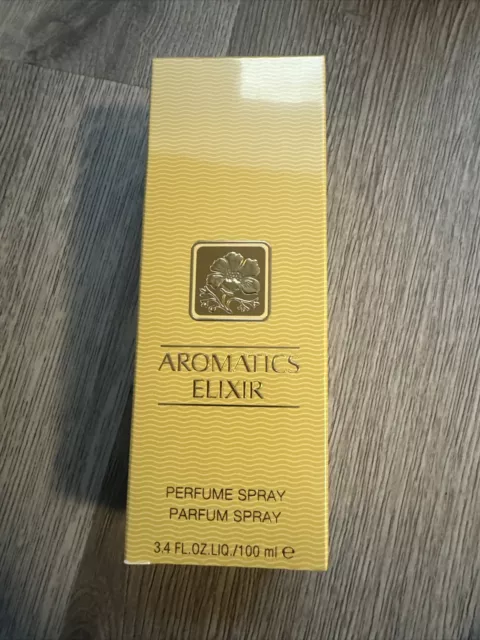 AROMATICS
ELIXIR
PERFUME SPRAY
PARFUM SPRAY
3.4 FL.OZ.LIQ./100 ml ℮